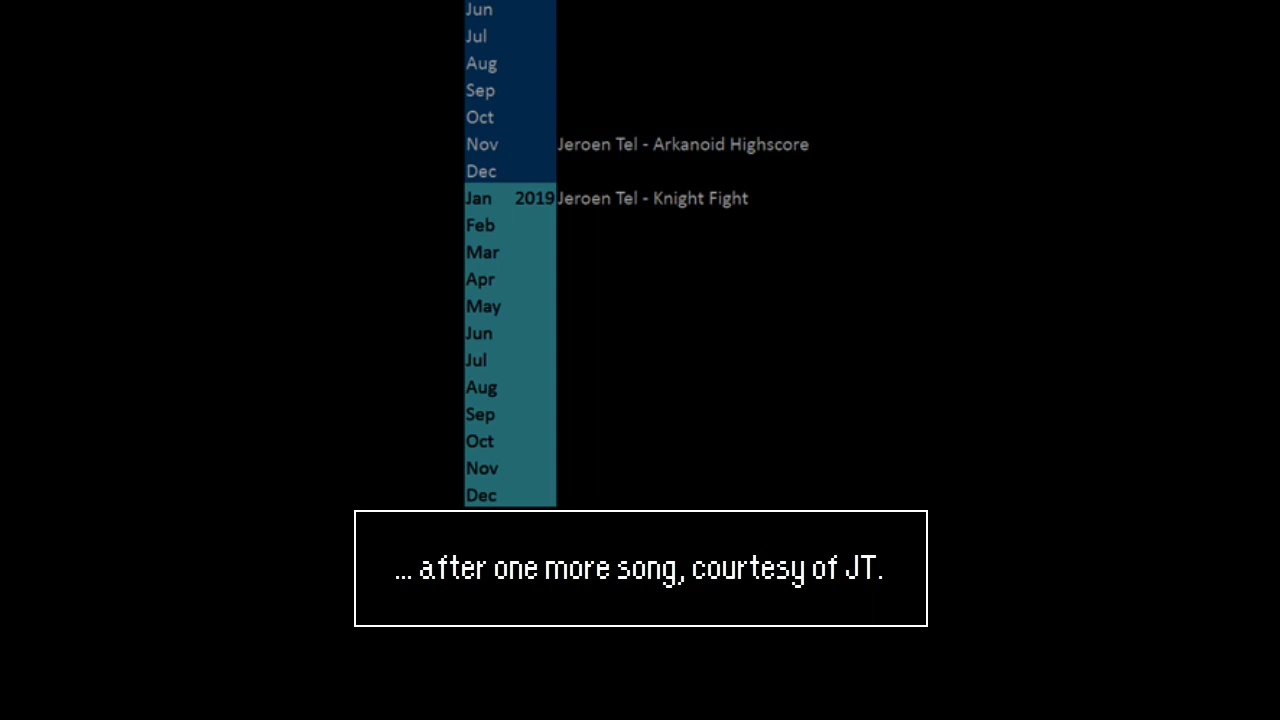 Jun
Jul
Aug
Sep
Oct
Nov Jeroen Tel - Arkanoid Highscore
Dec
Jan 2019 Jeroen Tel - Knight Fight
Feb
Mar
Apr
May
Jun
Jul
Aug
Sep
Oct
Nov
Dec
... after one more song, courtesy of JT.